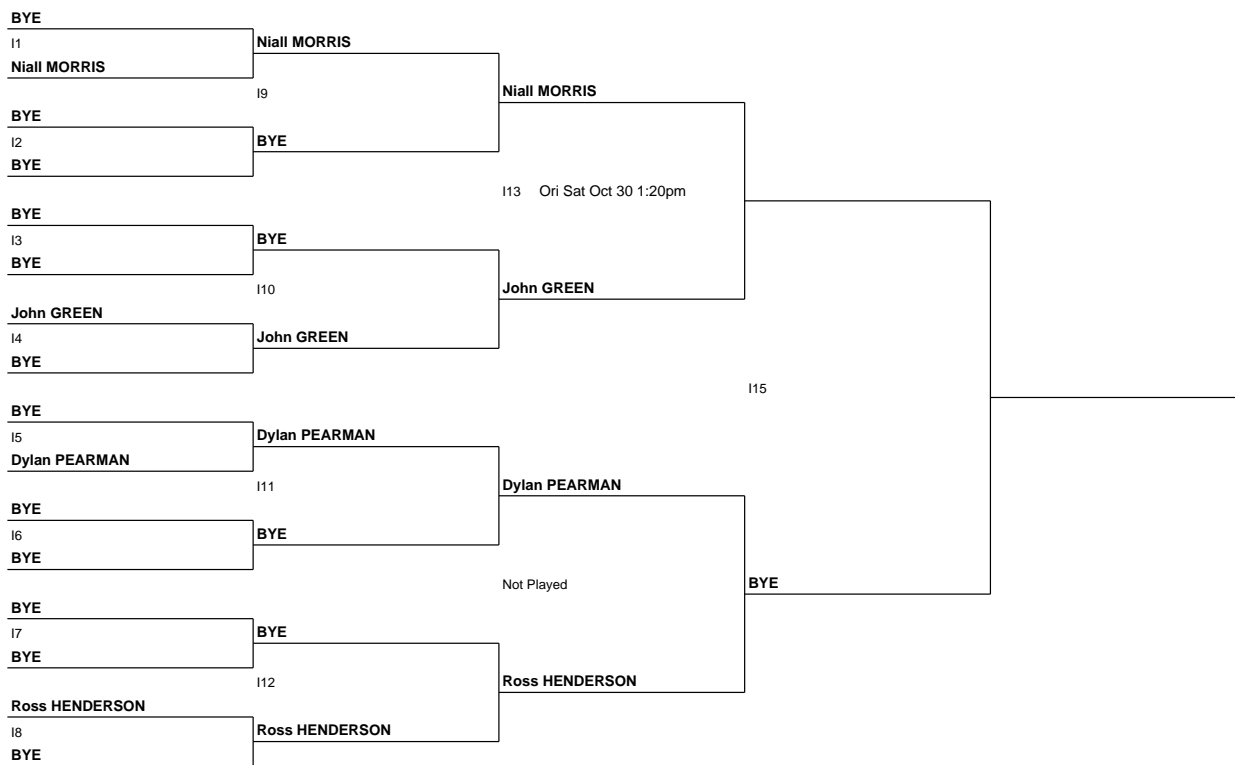 BYE
I1
Niall MORRIS
Niall MORRIS
I9
BYE
I2
BYE
BYE
Niall MORRIS
I13 Ori Sat Oct 30 1:20pm
BYE
I3
BYE
BYE
I10
John GREEN
I4
BYE
John GREEN
John GREEN
I15
BYE
I5
Dylan PEARMAN
Dylan PEARMAN
I11
BYE
I6
BYE
BYE
Dylan PEARMAN
Not Played
BYE
BYE
I7
BYE
BYE
I12
Ross HENDERSON
I8
BYE
Ross HENDERSON
Ross HENDERSON